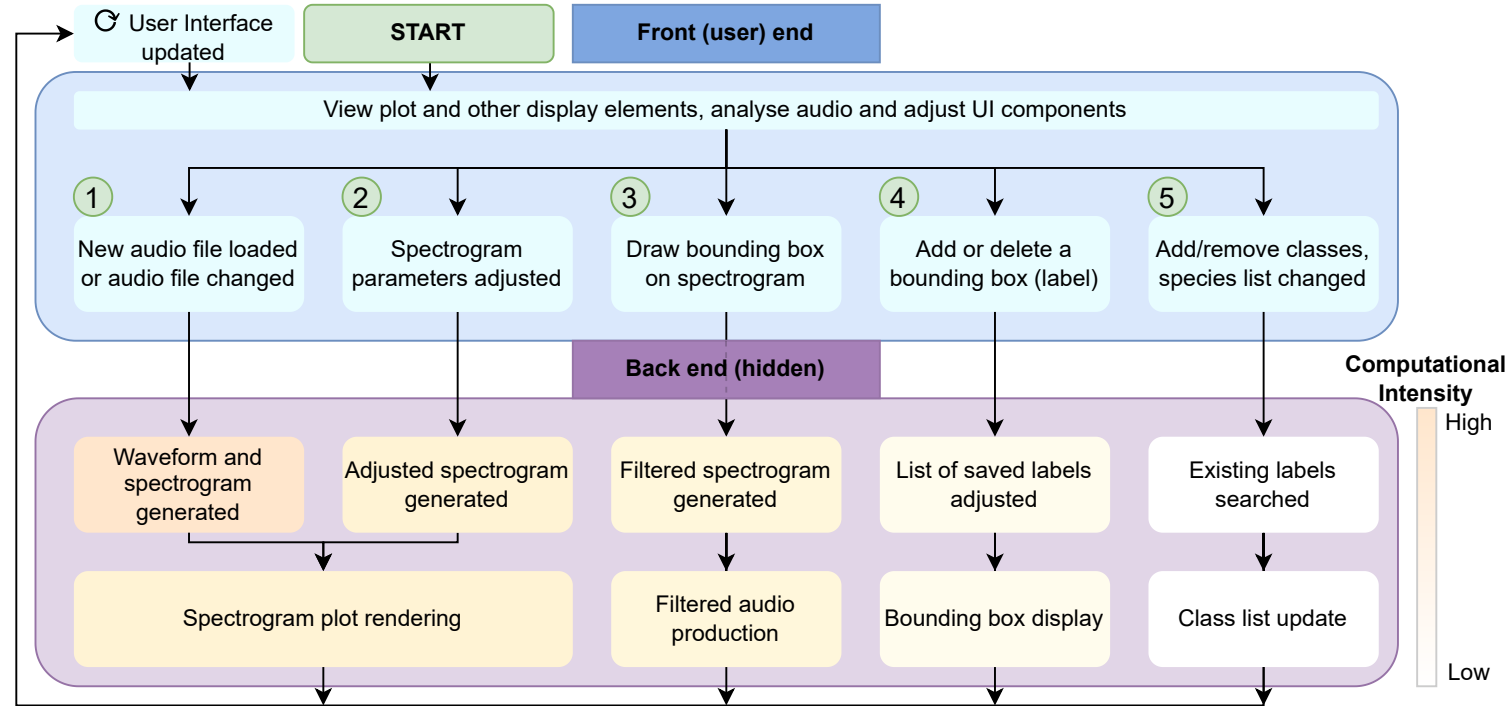 User Interface
updated
START
Front (user) end
View plot and other display elements, analyse audio and adjust UI components
1
New audio file loaded
or audio file changed
2
Spectrogram
parameters adjusted
3
Draw bounding box
on spectrogram
4
Add or delete a
bounding box (label)
5
Add/remove classes,
species list changed
Back end (hidden)
Waveform and
spectrogram
generated
Adjusted spectrogram
generated
Filtered spectrogram
generated
List of saved labels
adjusted
Existing labels
searched
Spectrogram plot rendering
Filtered audio
production
Bounding box display
Class list update
Computational
Intensity
High
Low